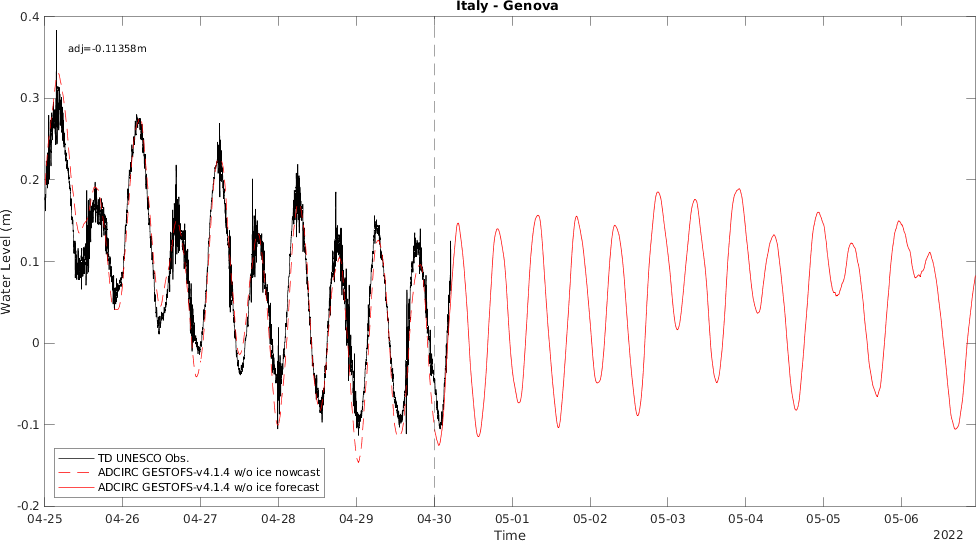 Italy - Genova
0.4
0.3
0.2
0.1
0
-0.1
-0.2
Water Level (m)
adj=-0.11358m
TD UNESCO Obs.
ADCIRC GESTOFS-v4.1.4 w/o ice nowcast
ADCIRC GESTOFS-v4.1.4 w/o ice forecast
04-25 04-26 04-27 04-28 04-29 04-30 05-01 05-02 05-03 05-04 05-05 05-06
Time
2022